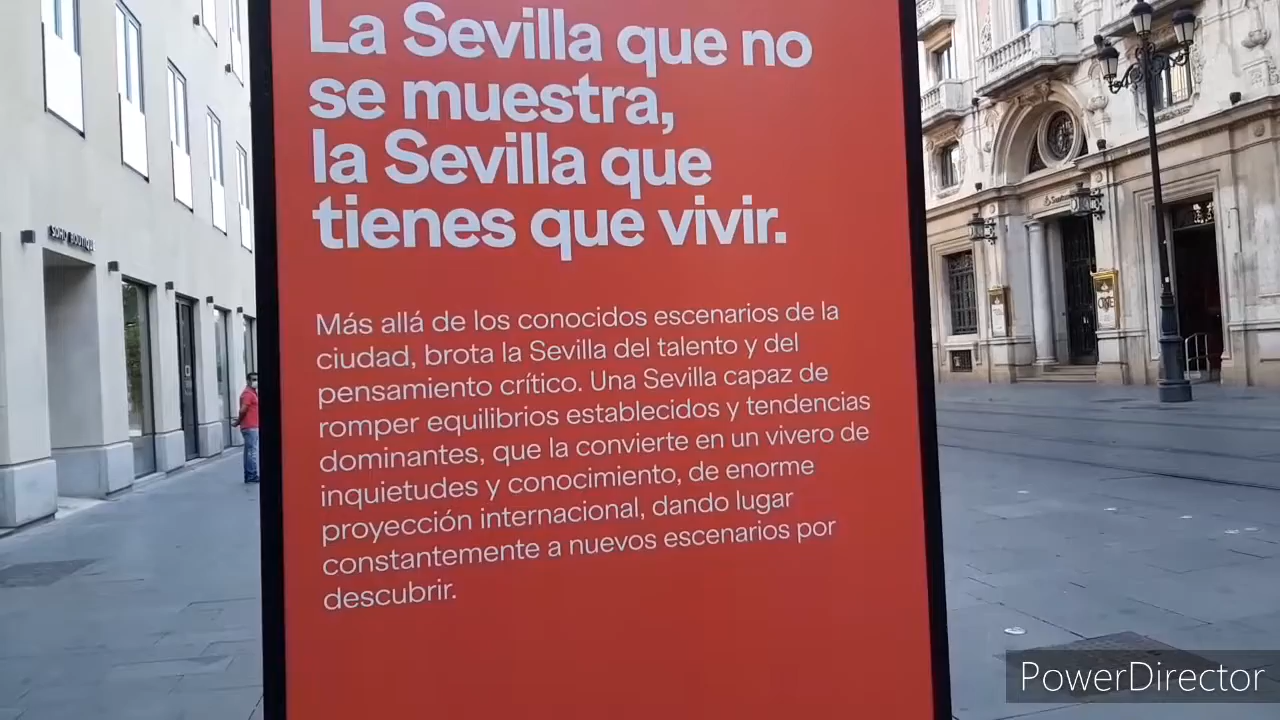 La Sevilla que no
se muestra,
la Sevilla que
tienes que vivir.
Más allá de los conocidos escenarios de la
ciudad, brota la Sevilla del talento y del
pensamiento crítico. Una Sevilla capaz de
romper equilibrios establecidos y tendencias
dominantes, que la convierte en un vivero de
inquietudes y conocimiento, de enorme
proyección internacional, dando lugar
constantemente a nuevos escenarios por
descubrir.
SOHO BOUTIQUE
PowerDirector